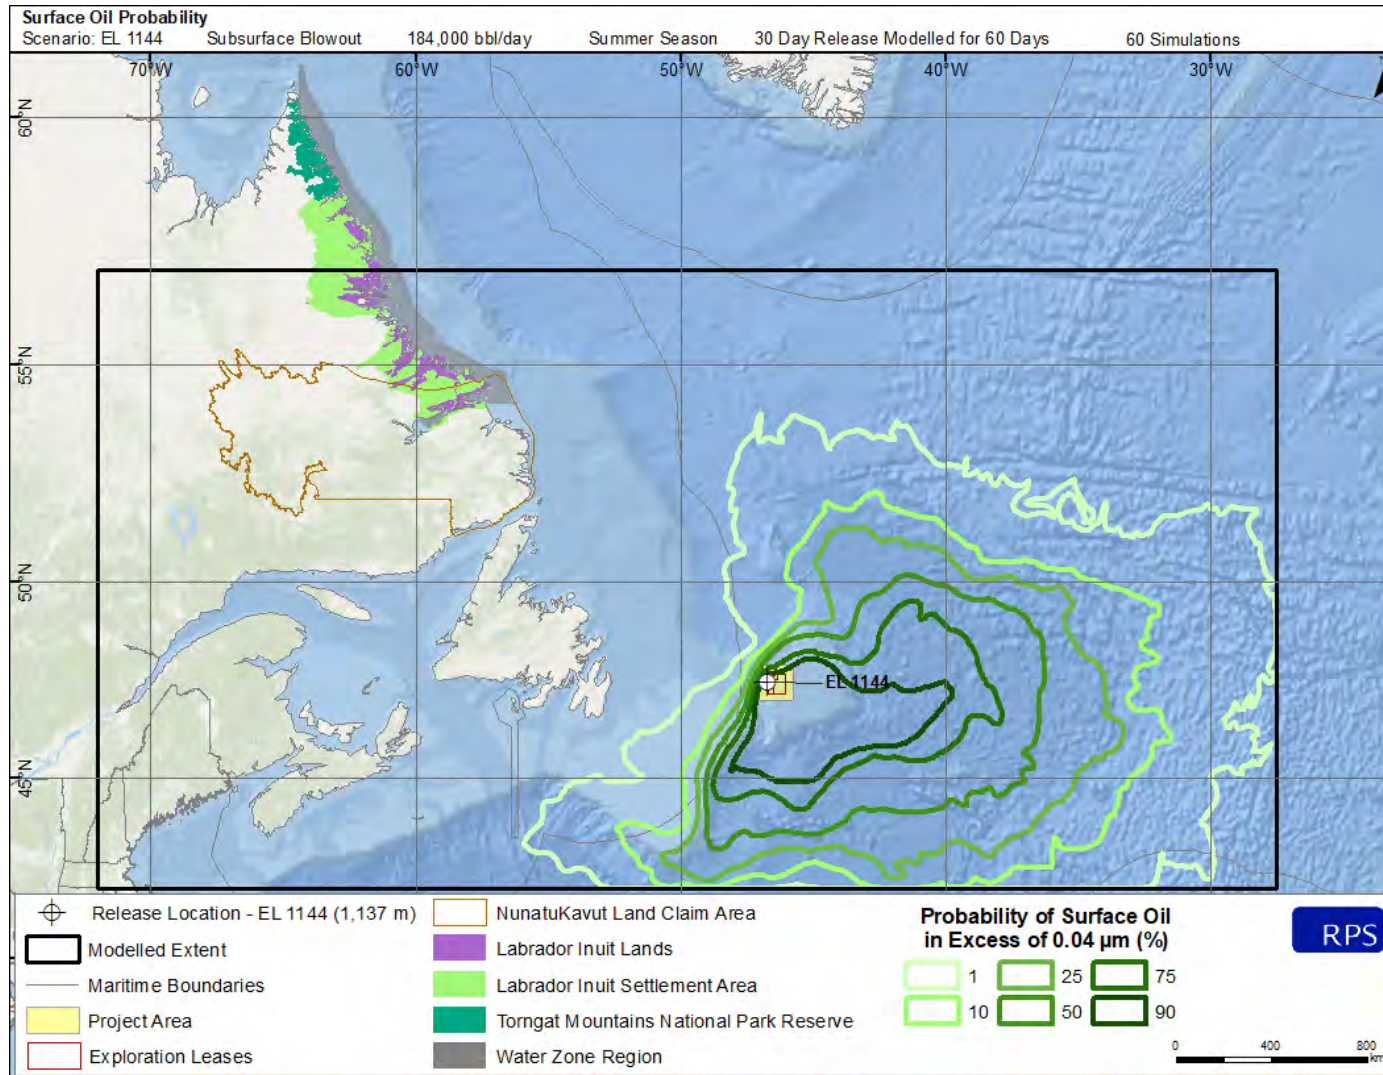 Surface Oil Probability
Scenario: EL 1144 Subsurface Blowout 184,000 bbl/day Summer Season 30 Day Release Modelled for 60 Days 60 Simulations
70°W 60°W 50°W 40°W 30°W
60°N
55°N
50°N
EL 1144
45°N
Release Location - EL 1144 (1,137 m)
Modelled Extent
Maritime Boundaries
Project Area
Exploration Leases
NunatuKavut Land Claim Area
Labrador Inuit Lands
Labrador Inuit Settlement Area
Torngat Mountains National Park Reserve
Water Zone Region
Probability of Surface Oil
in Excess of 0.04 µm (%)
1 25 75
10 50 90
RPS
0 400 800
km